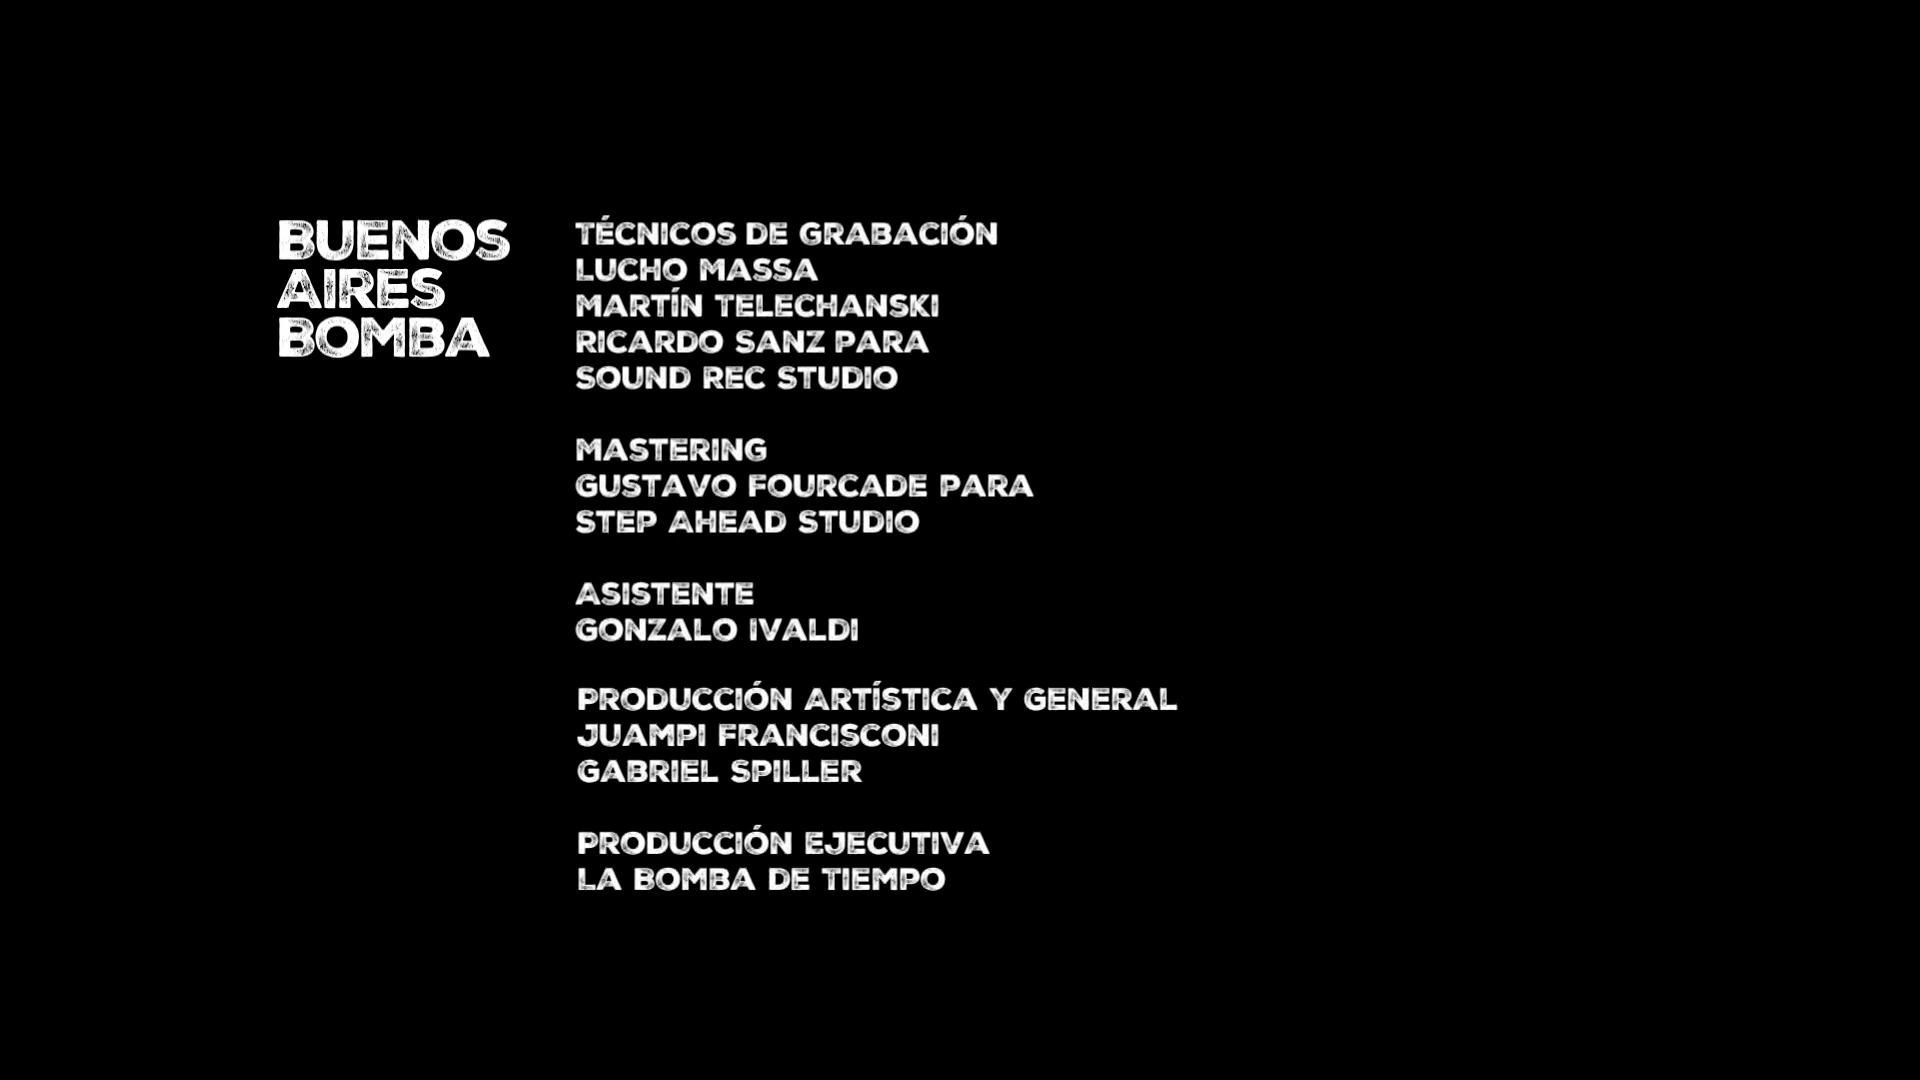 BUENOS
AIRES
BOMBA
TÉCNICOS DE GRABACIÓN
LUCHO MASSA
MARTÍN TELECHANSKI
RICARDO SANZ PARA
SOUND REC STUDIO
MASTERING
GUSTAVO FOURCADE PARA
STEP AHEAD STUDIO
ASISTENTE
GONZALO IVALDI
PRODUCCIÓN ARTÍSTICA Y GENERAL
JUAMPI FRANCISCONI
GABRIEL SPILLER
PRODUCCIÓN EJECUTIVA
LA BOMBA DE TIEMPO